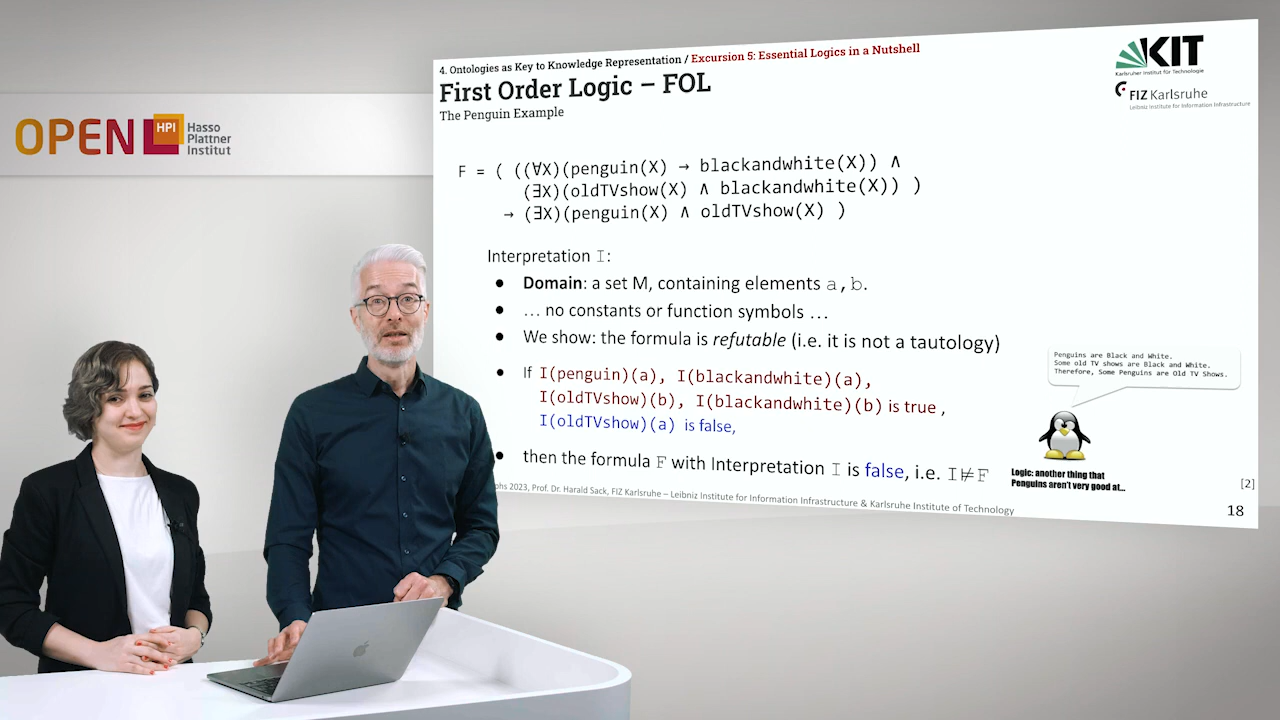 OPEN HPI Hasso
Plattner
Institut
4. Ontologies as Key to Knowledge Representation / Excursion 5: Essential Logics in a Nutshell
First Order Logic – FOL
The Penguin Example
KIT
Karlsruher Institut für Technologie
FIZ Karlsruhe
Leibniz Institute for Information Infrastructure
F = ( ((∀X)(penguin(X) → blackandwhite(X)) ∧
(∃X)(oldTVshow(X) ∧ blackandwhite(X)) )
→ (∃X)(penguin(X) ∧ oldTVshow(X) )
Interpretation I:
● Domain: a set M, containing elements a,b.
● … no constants or function symbols …
● We show: the formula is refutable (i.e. it is not a tautology)
● If I(penguin)(a), I(blackandwhite)(a),
I(oldTVshow)(b), I(blackandwhite)(b) is true ,
I(oldTVshow)(a) is false,
● then the formula F with Interpretation I is false, i.e. I⊭F
Penguins are Black and White.
Some old TV shows are Black and White.
Therefore, Some Penguins are Old TV Shows.
Logic: another thing that
Penguins aren't very good at...
[2]
2023, Prof. Dr. Harald Sack, FIZ Karlsruhe – Leibniz Institute for Information Infrastructure & Karlsruhe Institute of Technology
18